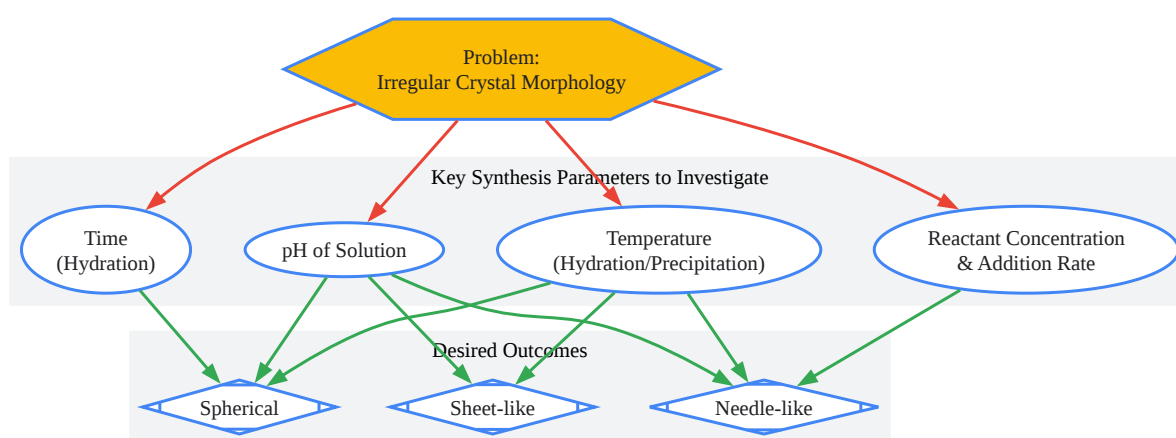 Problem:
Irregular Crystal Morphology
Key Synthesis Parameters to Investigate
Time
(Hydration)
pH of Solution
Temperature
(Hydration/Precipitation)
Reactant Concentration
& Addition Rate
Desired Outcomes
Spherical
Sheet-like
Needle-like